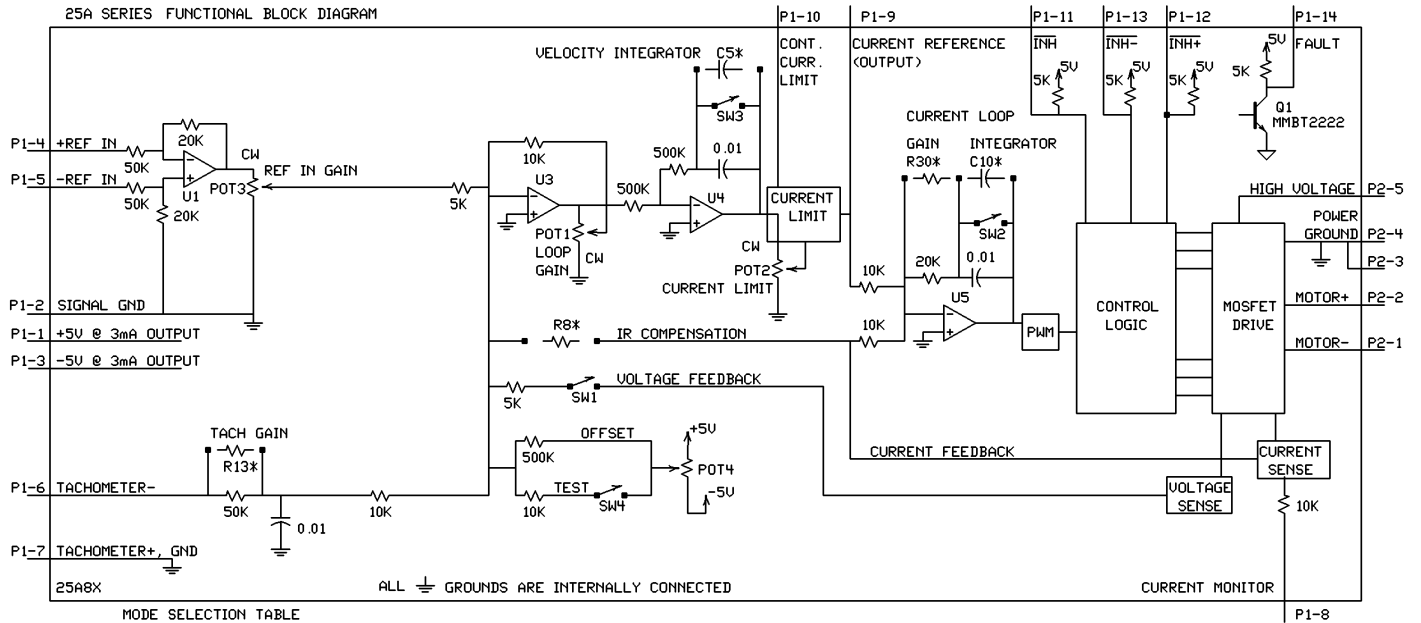 25A SERIES FUNCTIONAL BLOCK DIAGRAM
P1-10
P1-9
P1-11
P1-13
P1-12
P1-14
CONT.
CURR.
LIMIT
CURRENT REFERENCE
(OUTPUT)
INH
INH-
INH+
FAULT
5V
5K
5V
5K
5V
5K
5V
5K
Q1
MMBT2222
VELOCITY INTEGRATOR
C5*
SW3
0.01
500K
CURRENT LOOP
GAIN
R30*
INTEGRATOR
C10*
SW2
20K
0.01
P1-4
+REF IN
50K
20K
P1-5
-REF IN
50K
20K
U1
CW
POT3
REF IN GAIN
5K
10K
U3
POT1
LOOP
GAIN
CW
500K
U4
CURRENT
LIMIT
CW
POT2
CURRENT LIMIT
10K
10K
U5
PWM
CONTROL
LOGIC
MOSFET
DRIVE
HIGH VOLTAGE
P2-5
POWER
GROUND
P2-4
P2-3
MOTOR+
P2-2
MOTOR-
P2-1
P1-2
SIGNAL GND
P1-1
+5V @ 3mA OUTPUT
P1-3
-5V @ 3mA OUTPUT
R8*
IR COMPENSATION
5K
SW1
VOLTAGE FEEDBACK
OFFSET
500K
TEST
10K
SW4
+5V
POT4
-5V
CURRENT FEEDBACK
CURRENT
SENSE
VOLTAGE
SENSE
10K
TACH GAIN
R13*
P1-6
TACHOMETER-
50K
0.01
10K
P1-7
TACHOMETER+, GND
25A8X
ALL
GROUNDS ARE INTERNALLY CONNECTED
CURRENT MONITOR
P1-8
MODE SELECTION TABLE